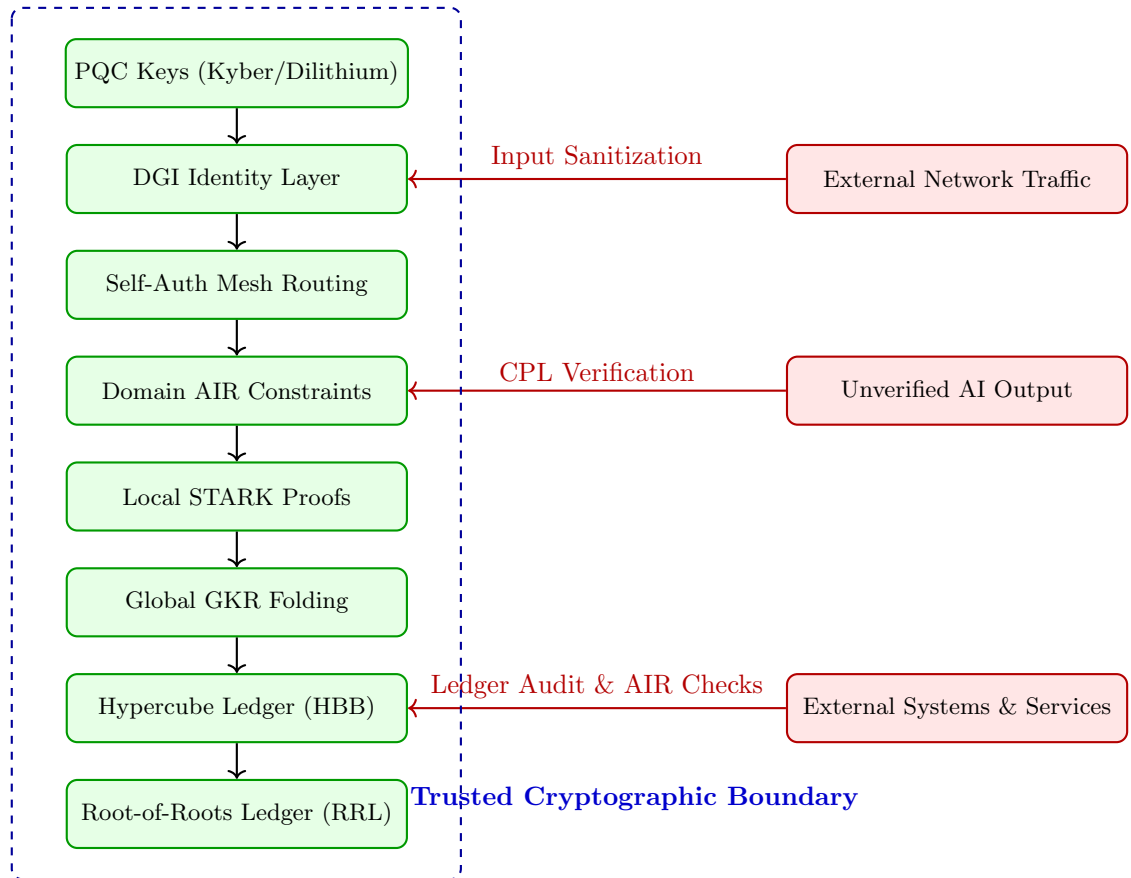 PQC Keys (Kyber/Dilithium)
Input Sanitization
DGI Identity Layer
External Network Traffic
Self-Auth Mesh Routing
CPL Verification
Domain AIR Constraints
Unverified AI Output
Local STARK Proofs
Global GKR Folding
Ledger Audit & AIR Checks
Hypercube Ledger (HBB)
External Systems & Services
Trusted Cryptographic Boundary
Root-of-Roots Ledger (RRL)